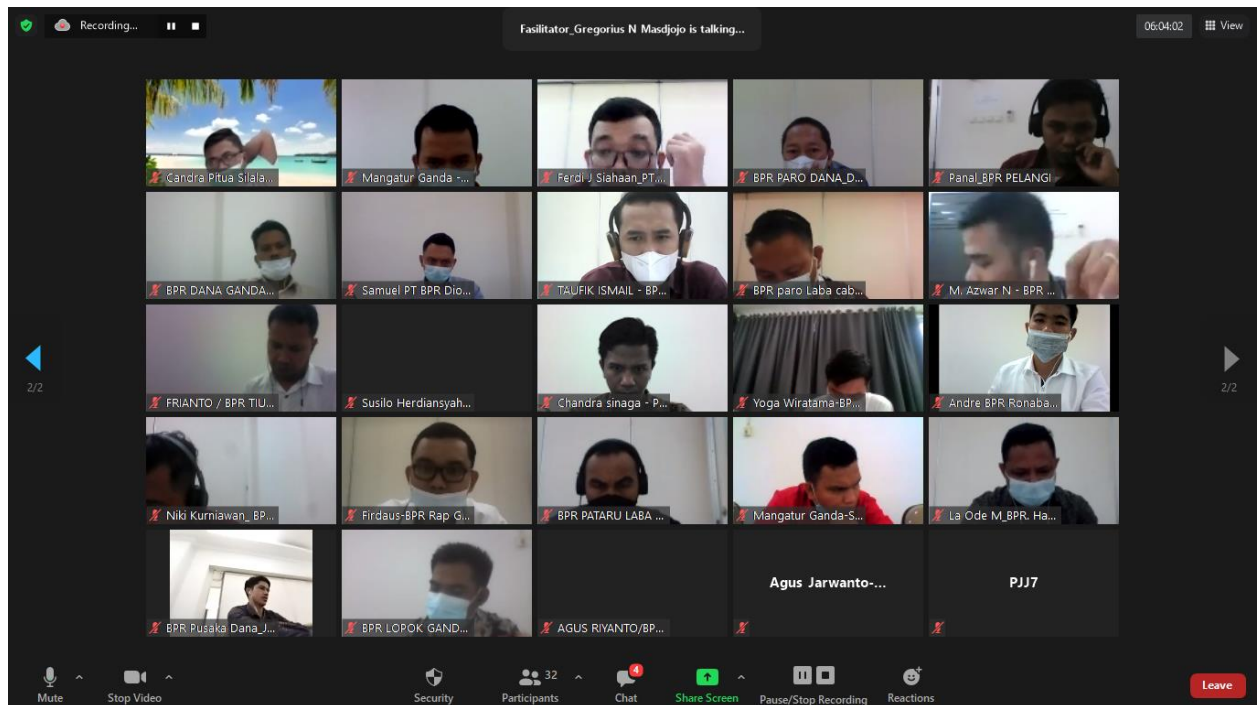 Recording...
Fasilitator_Gregorius N Masdjojo is talking...
06:04:02
View
Candra Pitua Silala...
Mangatur Ganda -...
Ferdi J Siahaan_PT....
BPR PARO DANA_D...
Panal_BPR PELANGI -
BPR DANA GANDA...
Samuel PT BPR Dio...
TAUFIK ISMAIL - BP...
BPR paro Laba cab...
M. Azwar N - BPR ...
2/2
2/2
FRIANTO / BPR TIU...
Susilo Herdiansyah...
Chandra sinaga - P...
Yoga Wiratama-BP...
Andre BPR Ronaba...
Niki Kurniawan_ BP...
Firdaus-BPR Rap G...
BPR PATARU LABA ...
Mangatur Ganda-S...
La Ode M_BPR. Ha...
BPR Pusaka Dana_J...
BPR LOPOK GAND...
AGUS RIYANTO/BP...
Agus Jarwanto-...
PJJ7
Mute
Stop Video
Security
32
Participants
4
Chat
Share Screen
Pause/Stop Recording
Reactions
Leave